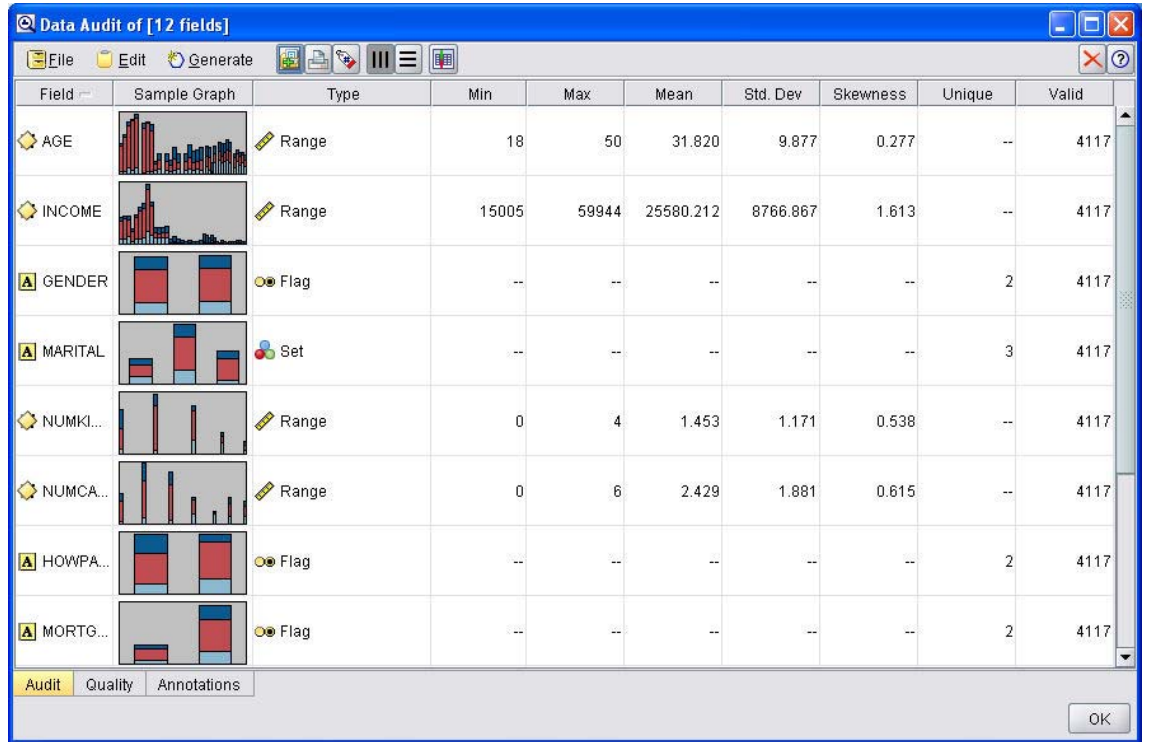 Data Audit of [12 fields]
File Edit Generate
Field Sample Graph Type Min Max Mean Std. Dev Skewness Unique Valid
AGE Range 18 50 31.820 9.877 0.277 -- 4117
INCOME Range 15005 59944 25580.212 8766.867 1.613 -- 4117
A GENDER Flag -- -- -- -- -- 2 4117
A MARITAL Set -- -- -- -- -- 3 4117
NUMKI... Range 0 4 1.453 1.171 0.538 -- 4117
NUMCA... Range 0 6 2.429 1.881 0.615 -- 4117
A HOWPA... Flag -- -- -- -- -- 2 4117
A MORTG... Flag -- -- -- -- -- 2 4117
Audit Quality Annotations
OK